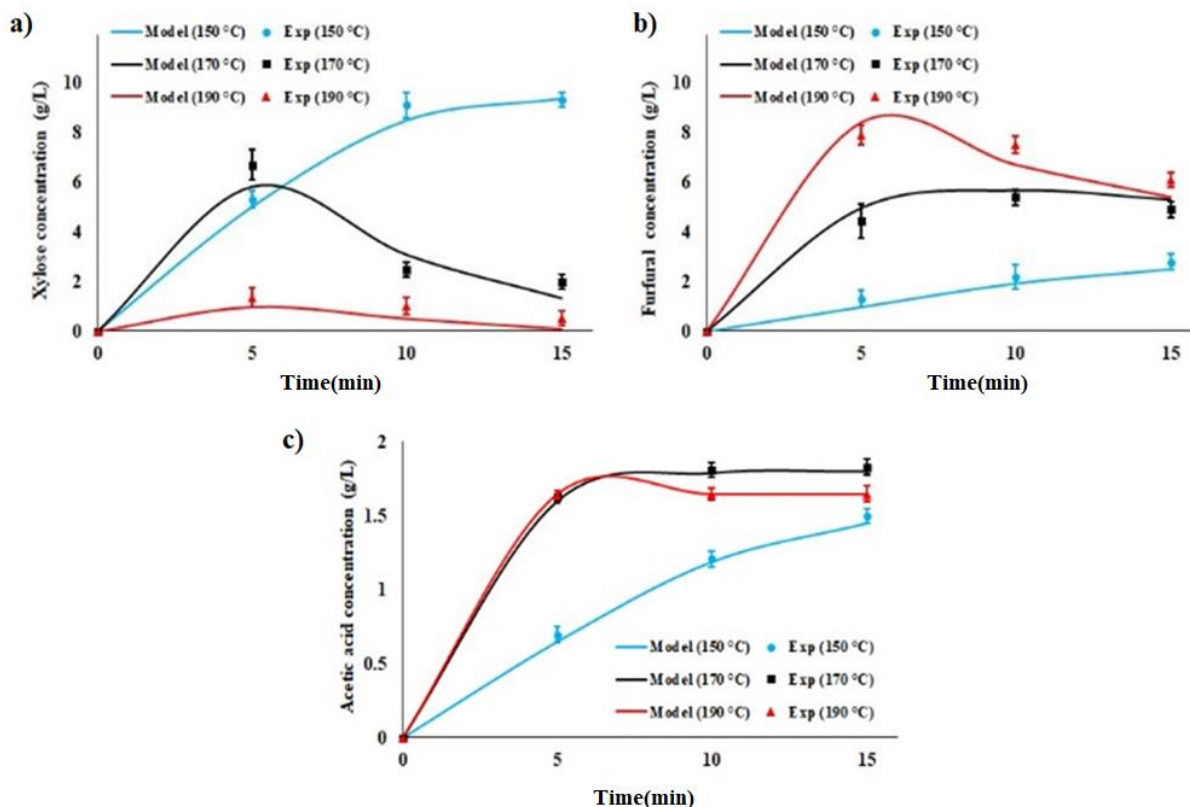 a)
Model (150 °C) Exp (150 °C)
Model (170 °C) Exp (170 °C)
Model (190 °C) Exp (190 °C)
Xylose concentration (g/L)
10
8
6
4
2
0
0 5 10 15
Time(min)
b)
Model (150 °C) Exp (150 °C)
Model (170 °C) Exp (170 °C)
Model (190 °C) Exp (190 °C)
Furfural concentration (g/L)
10
8
6
4
2
0
0 5 10 15
Time(min)
c)
Acetic acid concentration (g/L)
2
1.5
1
0.5
0
Model (150 °C) Exp (150 °C)
Model (170 °C) Exp (170 °C)
Model (190 °C) Exp (190 °C)
0 5 10 15
Time(min)